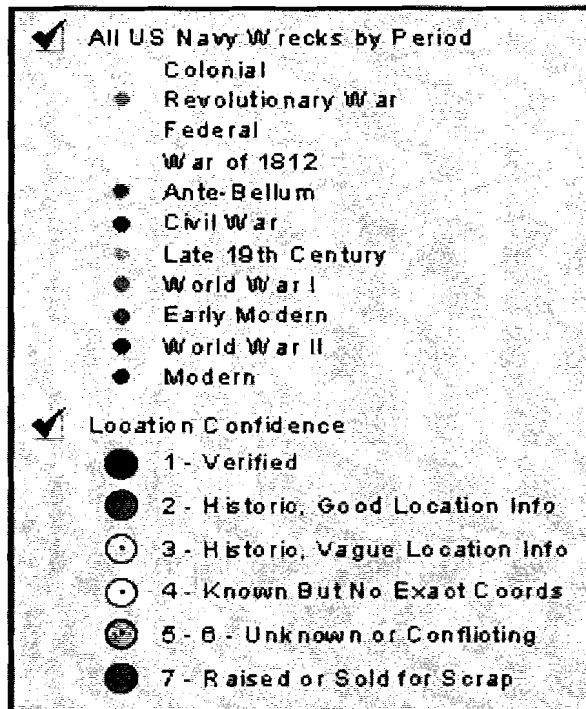 All US Navy Wrecks by Period
Colonial
Revolutionary War
Federal
War of 1812
Ante-Bellum
Civil War
Late 19th Century
World War I
Early Modern
World War II
Modern
Location Confidence
1 - Verified
2 - Historic, Good Location Info
3 - Historic, Vague Location Info
4 - Known But No Exact Coords
5 - 6 - Unknown or Conflicting
7 - Raised or Sold for Scrap